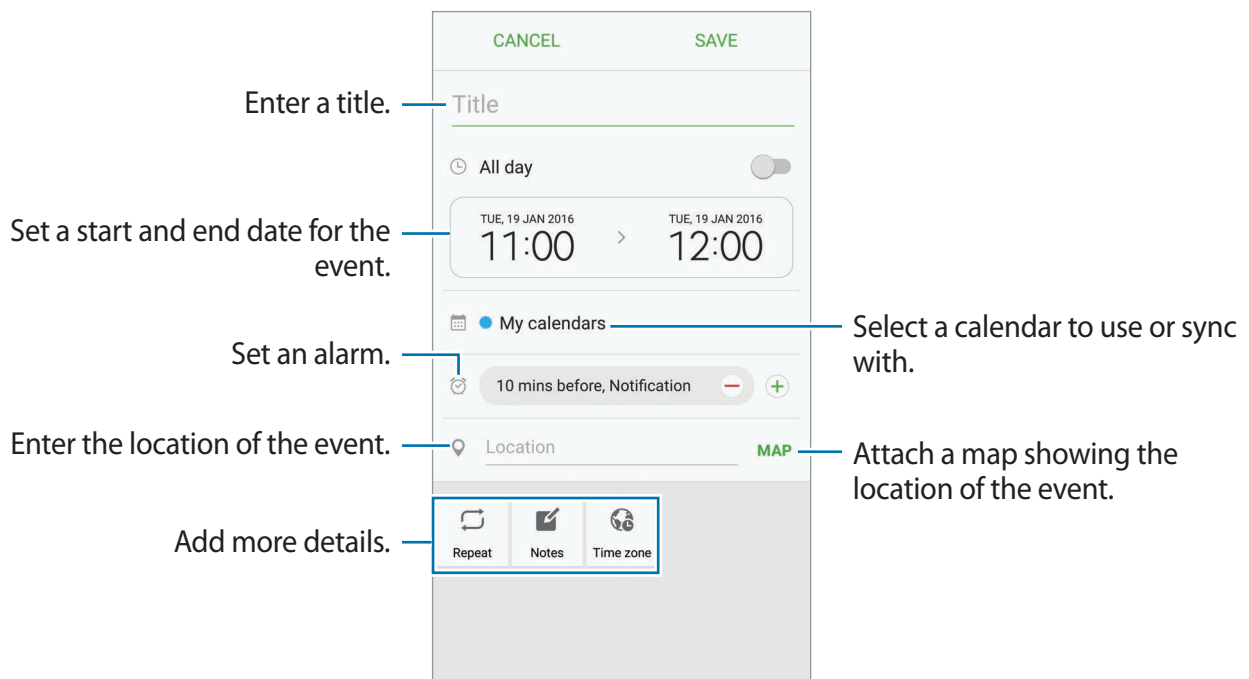 CANCEL SAVE
Enter a title.
Title
All day
Set a start and end date for the
event.
TUE, 19 JAN 2016 TUE, 19 JAN 2016
11:00 > 12:00
My calendars
Select a calendar to use or sync
with.
Set an alarm.
10 mins before, Notification
Enter the location of the event.
Location
MAP
Attach a map showing the
location of the event.
Add more details.
Repeat Notes Time zone